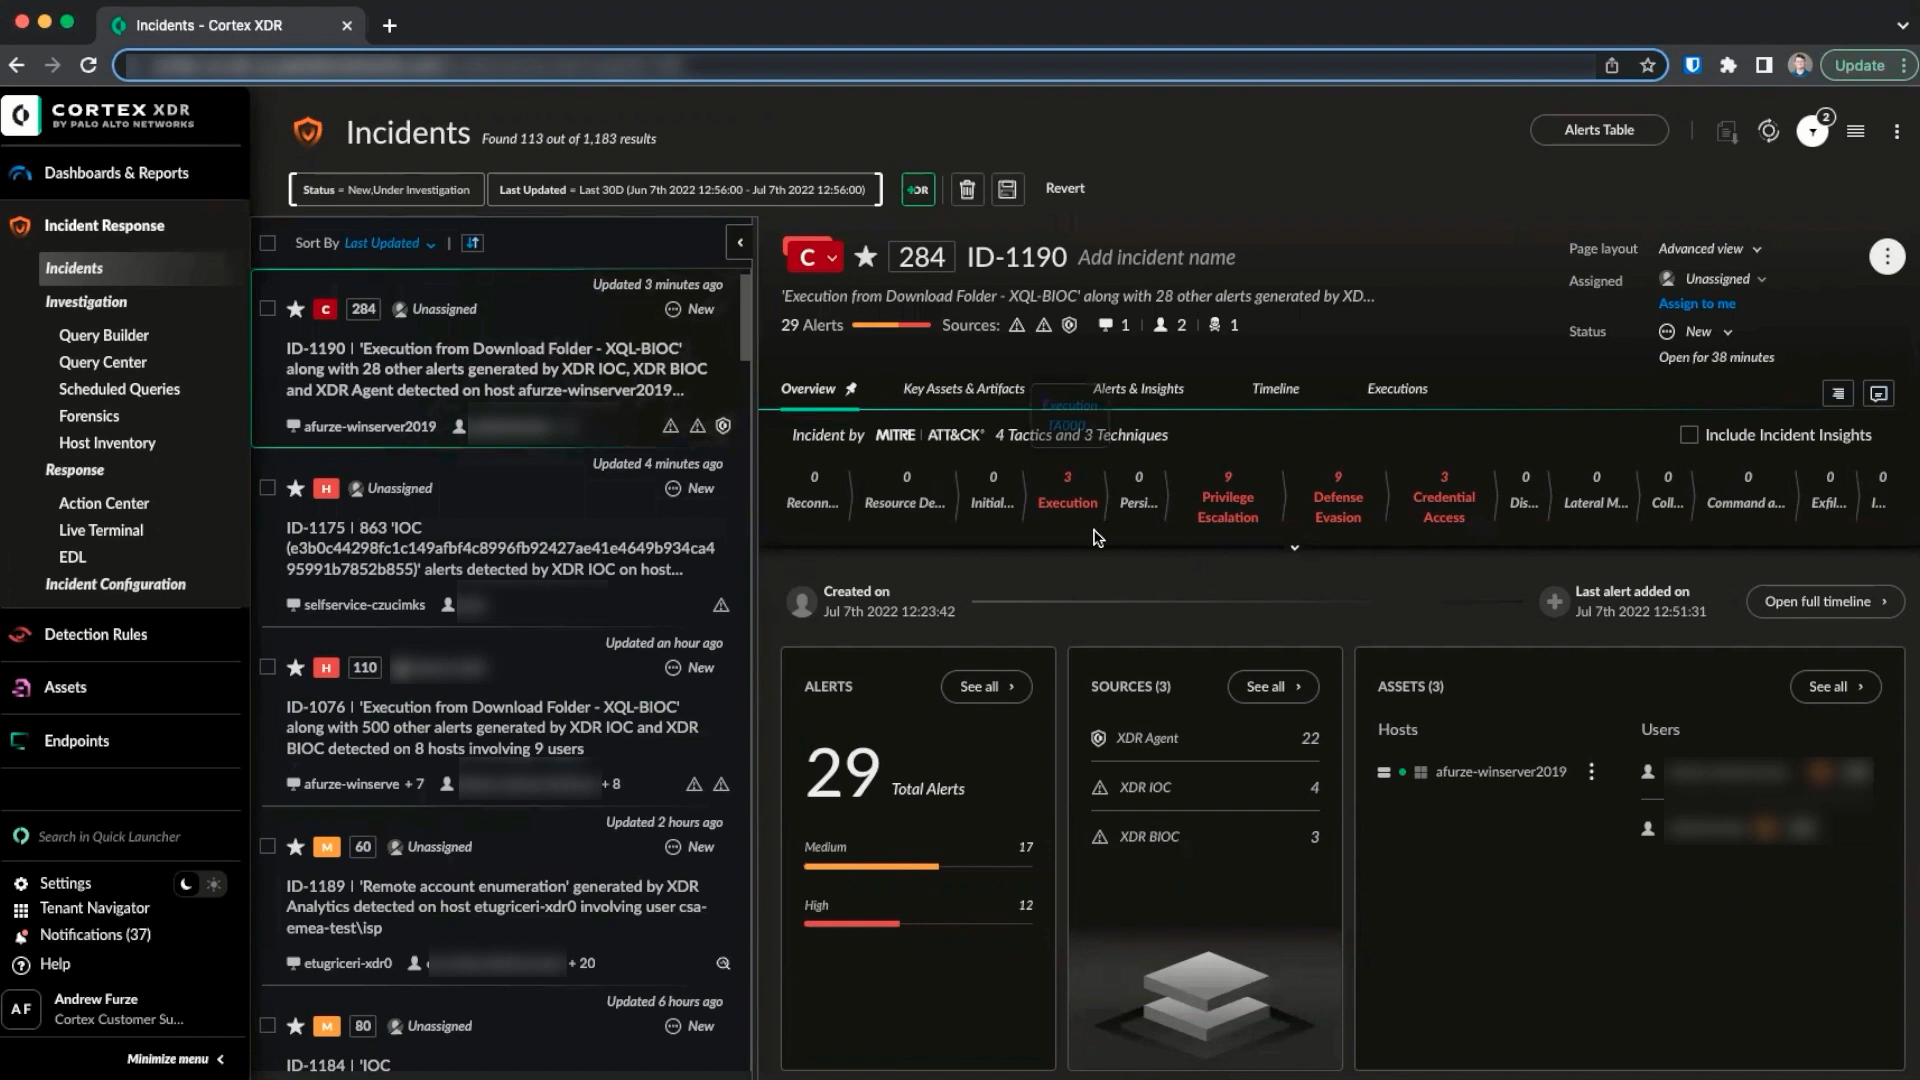 Incidents - Cortex XDR
Update
CORTEX XDR
BY PALO ALTO NETWORKS
Dashboards & Reports
Incident Response
Incidents
Investigation
Query Builder
Query Center
Scheduled Queries
Forensics
Host Inventory
Response
Action Center
Live Terminal
EDL
Incident Configuration
Detection Rules
Assets
Endpoints
Search in Quick Launcher
Settings
Tenant Navigator
Notifications (37)
Help
AF
Andrew Furze
Cortex Customer Su...
Minimize menu
Incidents Found 113 out of 1,183 results
Alerts Table
2
Status = New,Under Investigation
Last Updated = Last 30D (Jun 7th 2022 12:56:00 - Jul 7th 2022 12:56:00)
OR
Revert
Sort By Last Updated
Updated 3 minutes ago
C 284 Unassigned New
ID-1190 | 'Execution from Download Folder - XQL-BIOC'
along with 28 other alerts generated by XDR IOC, XDR BIOC
and XDR Agent detected on host afurze-winserver2019...
afurze-winserver2019
Updated 4 minutes ago
H Unassigned New
ID-1175 | 863 'IOC
(e3b0c44298fc1c149afbf4c8996fb92427ae41e4649b934ca4
95991b7852b855)' alerts detected by XDR IOC on host...
selfservice-czucimks
Updated an hour ago
H 110 New
ID-1076 | 'Execution from Download Folder - XQL-BIOC'
along with 500 other alerts generated by XDR IOC and XDR
BIOC detected on 8 hosts involving 9 users
afurze-winserve + 7 + 8
Updated 2 hours ago
M 60 Unassigned New
ID-1189 | 'Remote account enumeration' generated by XDR
Analytics detected on host etugriceri-xdr0 involving user csa-
emea-test\isp
etugriceri-xdr0 + 20
Updated 6 hours ago
M 80 Unassigned New
ID-1184 | 'IOC
C 284 ID-1190 Add incident name
'Execution from Download Folder - XQL-BIOC' along with 28 other alerts generated by XD...
29 Alerts Sources: 1 | 2 | 1
Page layout Advanced view
Assigned Unassigned
Assign to me
Status New
Open for 38 minutes
Overview Key Assets & Artifacts Alerts & Insights Timeline Executions
Execution
TA000
Incident by MITRE | ATT&CK® 4 Tactics and 3 Techniques
Include Incident Insights
0 0 0 3 0 9 9 3 0 0 0 0 0 0
Reconn... Resource De... Initial... Execution Persi... Privilege Escalation Defense Evasion Credential Access Dis... Lateral M... Coll... Command a... Exfil... I...
Created on
Jul 7th 2022 12:23:42
Last alert added on
Jul 7th 2022 12:51:31
Open full timeline
ALERTS
See all
29 Total Alerts
Medium 17
High 12
SOURCES (3)
See all
XDR Agent 22
XDR IOC 4
XDR BIOC 3
ASSETS (3)
See all
Hosts
afurze-winserver2019
Users